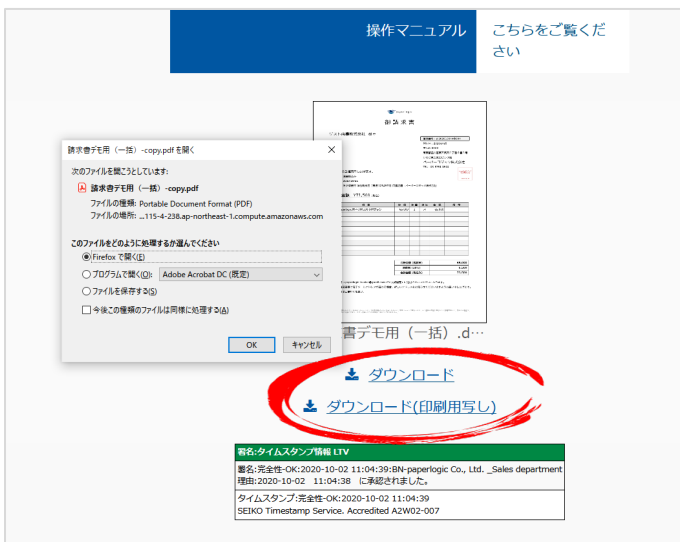 操作マニュアル
こちらをご覧くだ
さい
御請求書
請求書デモ用（一括）-copy.pdf を開く
次のファイルを開こうとしています:
請求書デモ用（一括）-copy.pdf
ファイルの種類: Portable Document Format (PDF)
ファイルの場所: ...115-4-238.ap-northeast-1.compute.amazonaws.com
このファイルをどのように処理するか選んでください
Firefox で開く(E)
プログラムで開く(O): Adobe Acrobat DC (既定)
ファイルを保存する(S)
今後この種類のファイルは同様に処理する(A)
OK
キャンセル
書デモ用（一括）.d…
ダウンロード
ダウンロード(印刷用写し)
署名:タイムスタンプ情報 LTV
署名:完全性-OK:2020-10-02 11:04:39:BN-paperlogic Co., Ltd. _Sales department
理由:2020-10-02 11:04:38 に承認されました。
タイムスタンプ:完全性-OK:2020-10-02 11:04:39
SEIKO Timestamp Service. Accredited A2W02-007